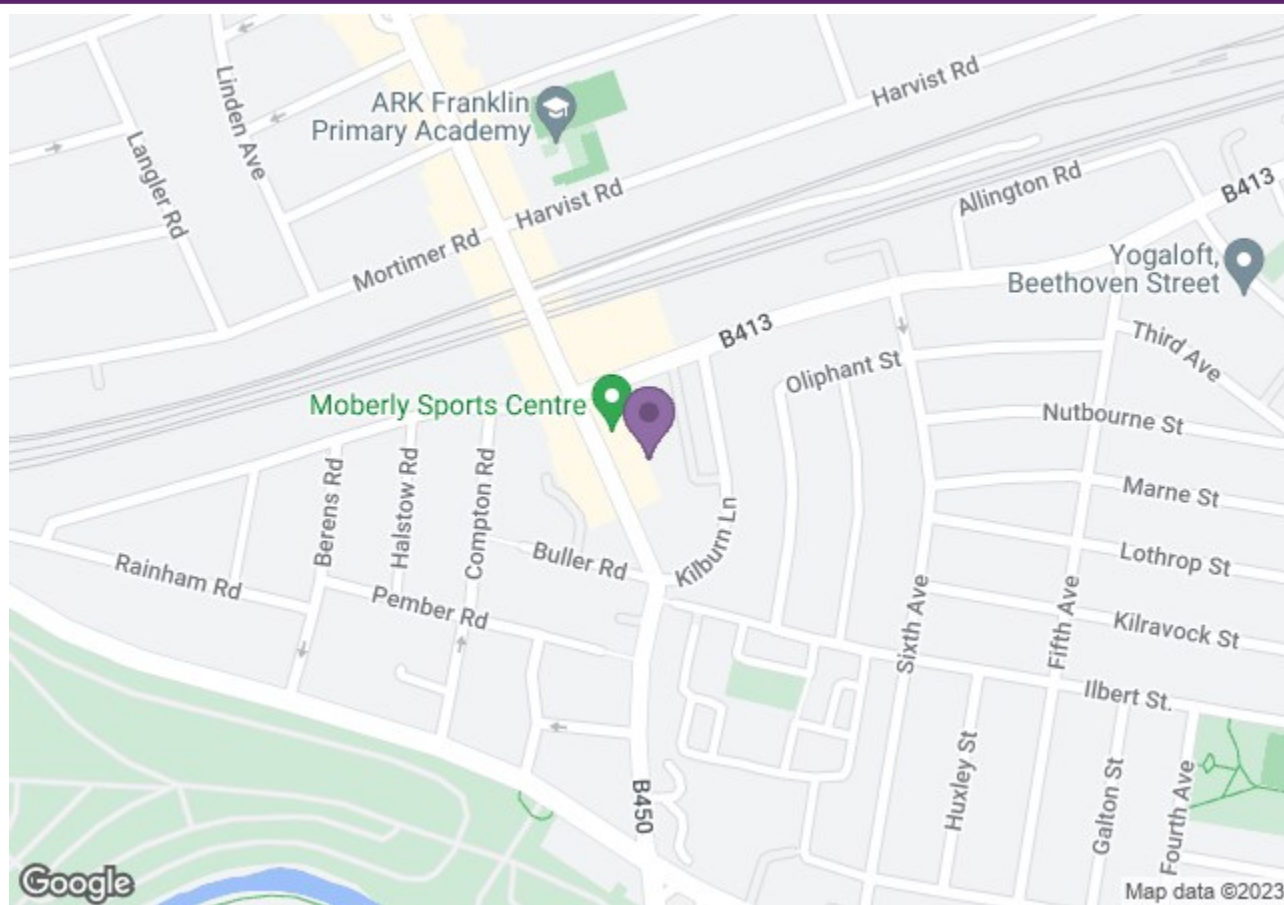 Linden Ave
Langler Rd
ARK Franklin
Primary Academy
Harvist Rd
Harvist Rd
Mortimer Rd
Allington Rd
B413
Yogaloft,
Beethoven Street
B413
Third Ave
Oliphant St
Moberly Sports Centre
Nutbourne St
Berens Rd
Halstow Rd
Compton Rd
Marne St
Kilburn Ln
Buller Rd
Lothrop St
Rainham Rd
Pember Rd
Sixth Ave
Fifth Ave
Kilravock St
Ilbert St.
B450
Huxley St
Galton St
Fourth Ave
Google
Map data ©2023